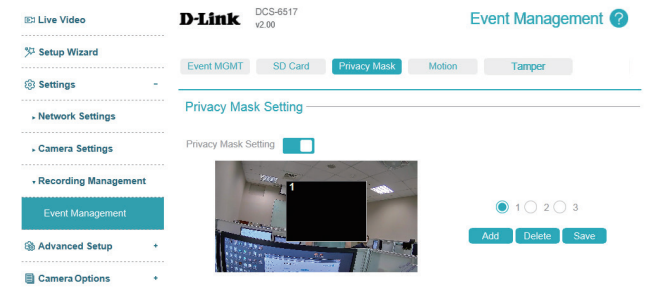 Live Video
Setup Wizard
Settings -
Network Settings
Camera Settings
Recording Management
Event Management
Advanced Setup +
Camera Options +
D-Link DCS-6517
v2.00
Event Management ?
Event MGMT SD Card Privacy Mask Motion Tamper
Privacy Mask Setting
Privacy Mask Setting
1
1 2 3
Add Delete Save